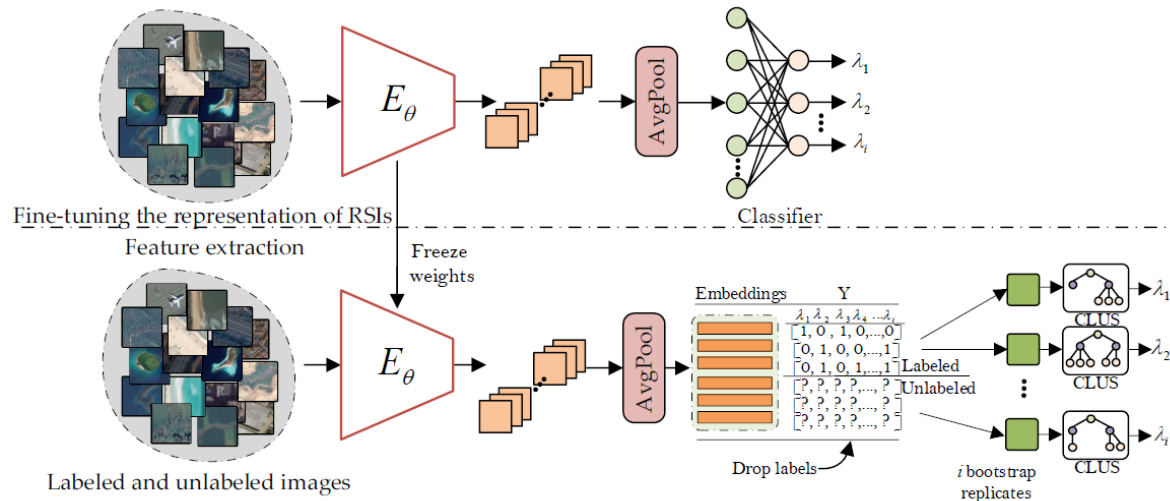 E_θ
AvgPool
λ_1
λ_2
λ_i
Fine-tuning the representation of RSIs
Classifier
Feature extraction
Freeze
weights
E_θ
AvgPool
Embeddings
Y
λ_1 λ_2 λ_3 λ_4 ...λ_i
[1, 0 , 1, 0,...,0]
[0, 1, 0, 0,...,1]
[0, 1, 0, 1,...,1]
Labeled
Unlabeled
[?, ?, ?, ?,..., ?]
[?, ?, ?, ?,..., ?]
[?, ?, ?, ?,..., ?]
Drop labels
CLUS
λ_1
CLUS
λ_2
CLUS
λ_i
i bootstrap
replicates
Labeled and unlabeled images